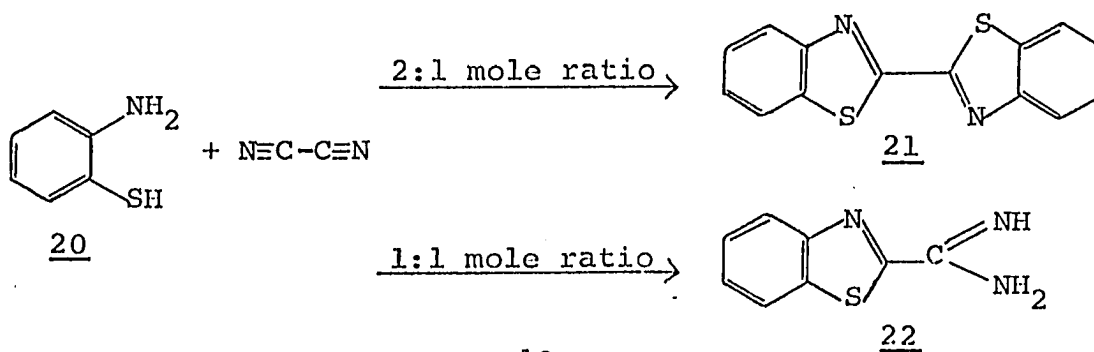 2:1 mole ratio
N
S
S
N
21
NH₂
SH
20
+ N≡C-C≡N
1:1 mole ratio
N
S
C
NH
NH₂
22